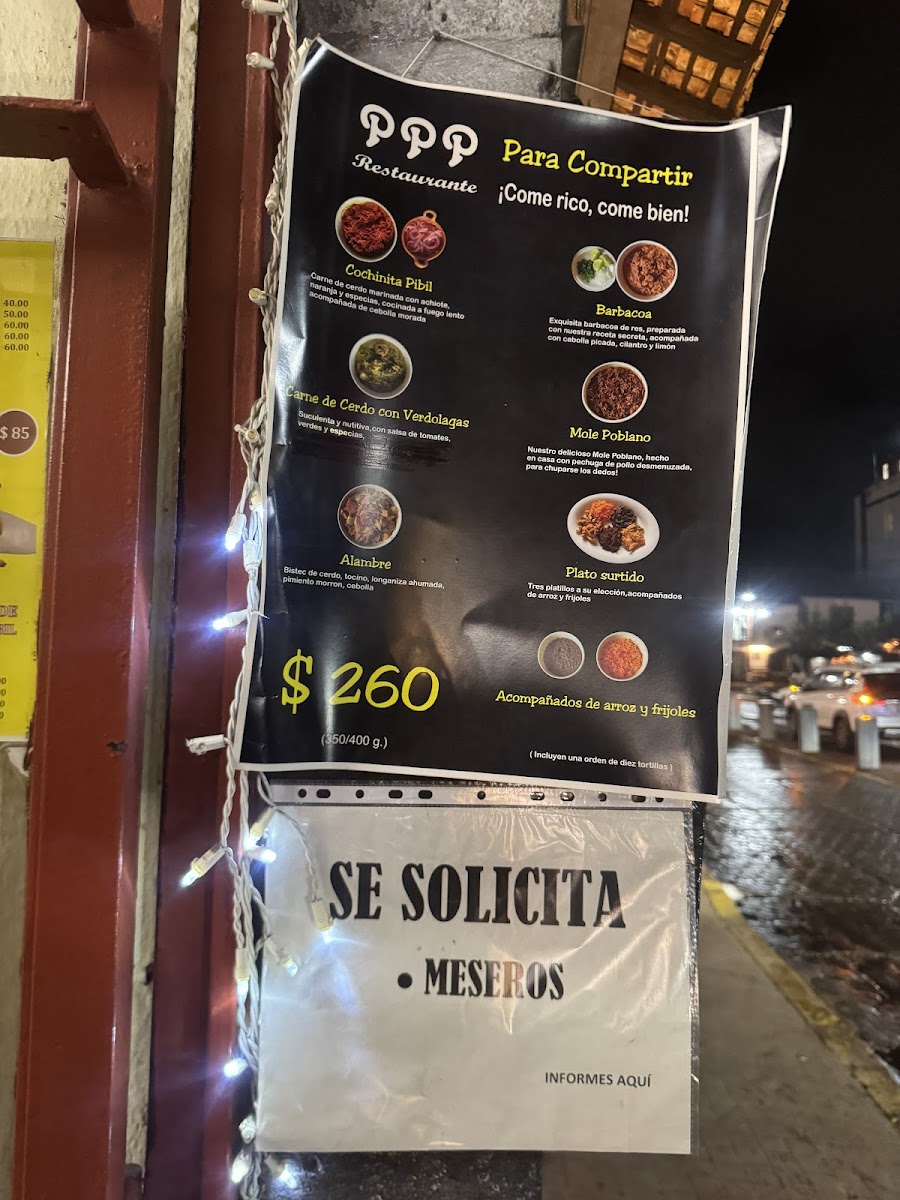 PPP
Restaurante
Para Compartir
¡Come rico, come bien!
Cochinita Pibil
Carne de cerdo marinada con achiote,
naranja y especias, cocinada a fuego lento
acompañada de cebolla morada
Carne de Cerdo con Verdolagas
Suculenta y nutitiva,con salsa de tomates,
verdes y especias,
Alambre
Bistec de cerdo, tocino, longaniza ahumada,
pimiento morron, cebolla
$ 260
(350/400 g.)
Barbacoa
Exquisita barbacoa de res, preparada
con nuestra receta secreta, acompañada
con cebolla picada, cilantro y limón
Mole Poblano
Nuestro delicioso Mole Poblano, hecho
en casa con pechuga de pollo desmenuzada,
para chuparse los dedos!
Plato surtido
Tres platillos a su elección,acompañados
de arroz y frijoles
Acompañados de arroz y frijoles
( Incluyen una orden de diez tortillas )
SE SOLICITA
• MESEROS
INFORMES AQUÍ
40.00
50.00
60.00
60.00
60.00
$ 85
DE